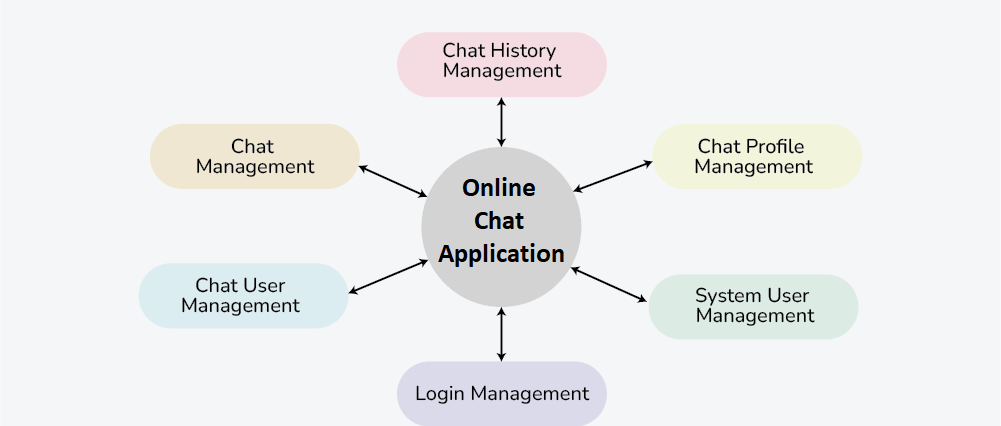 Chat History
Management
Chat
Management
Chat Profile
Management
Online
Chat
Application
Chat User
Management
System User
Management
Login Management